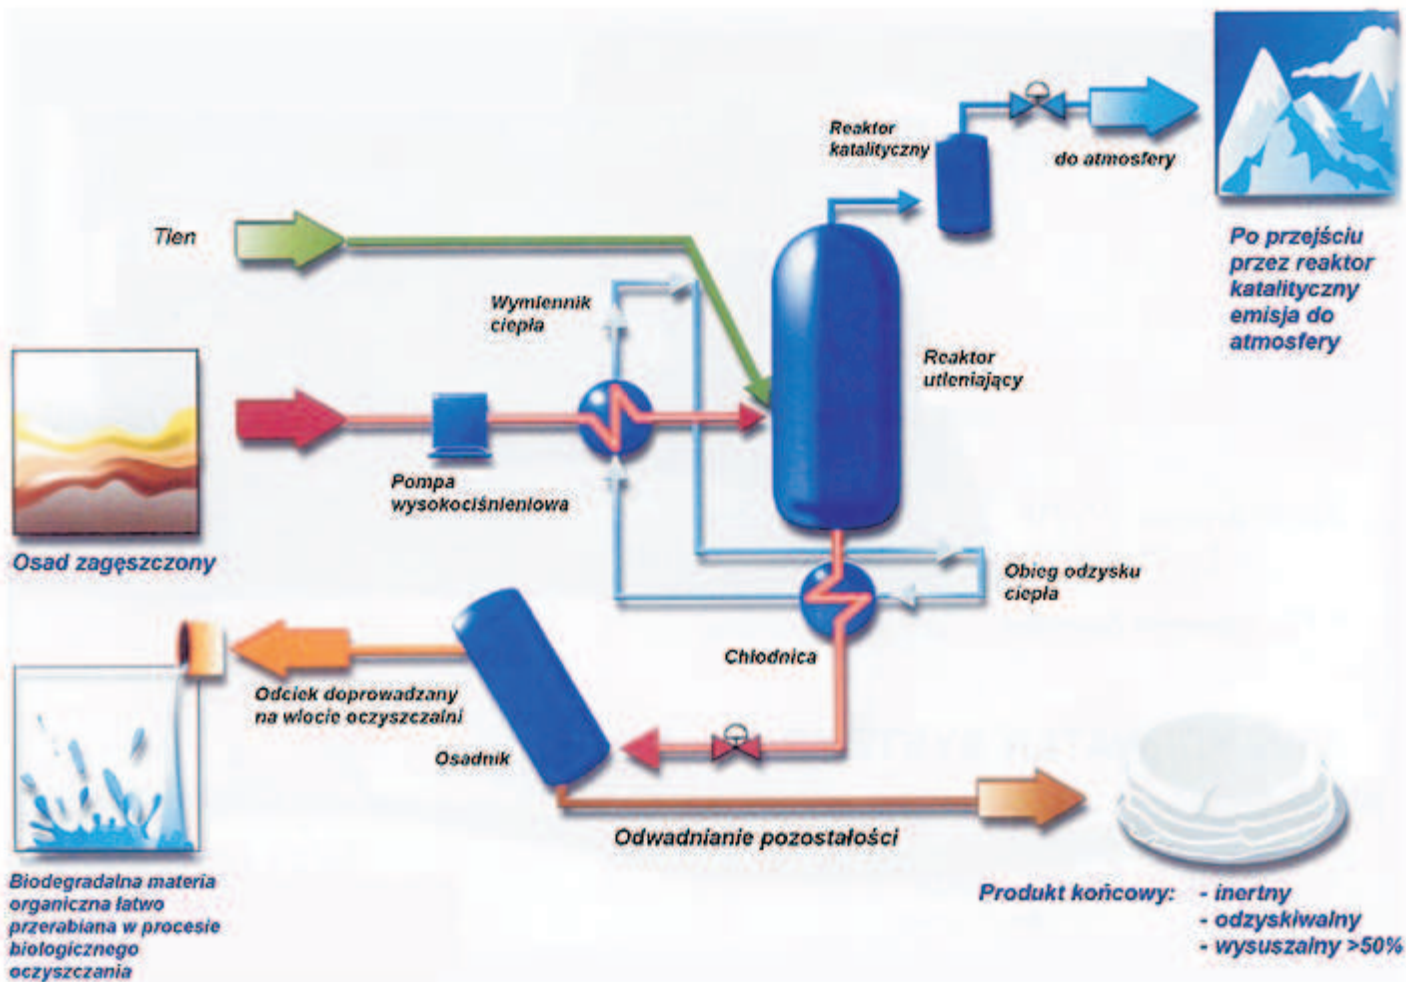 Reaktor
katalityczny
do atmosfery
Tlen
Po przejściu
przez reaktor
katalityczny
emisja do
atmosfery
Wymiennik
ciepła
Reaktor
utleniający
Pompa
wysokociśnieniowa
Osad zagęszczony
Obieg odzysku
ciepła
Chłodnica
Odciek doprowadzany
na wlocie oczyszczalni
Osadnik
Odwadnianie pozostałości
Biodegradalna materia
organiczna łatwo
przerabiana w procesie
biologicznego
oczyszczania
Produkt końcowy: - inertny
- odzyskiwalny
- wysuszalny >50%